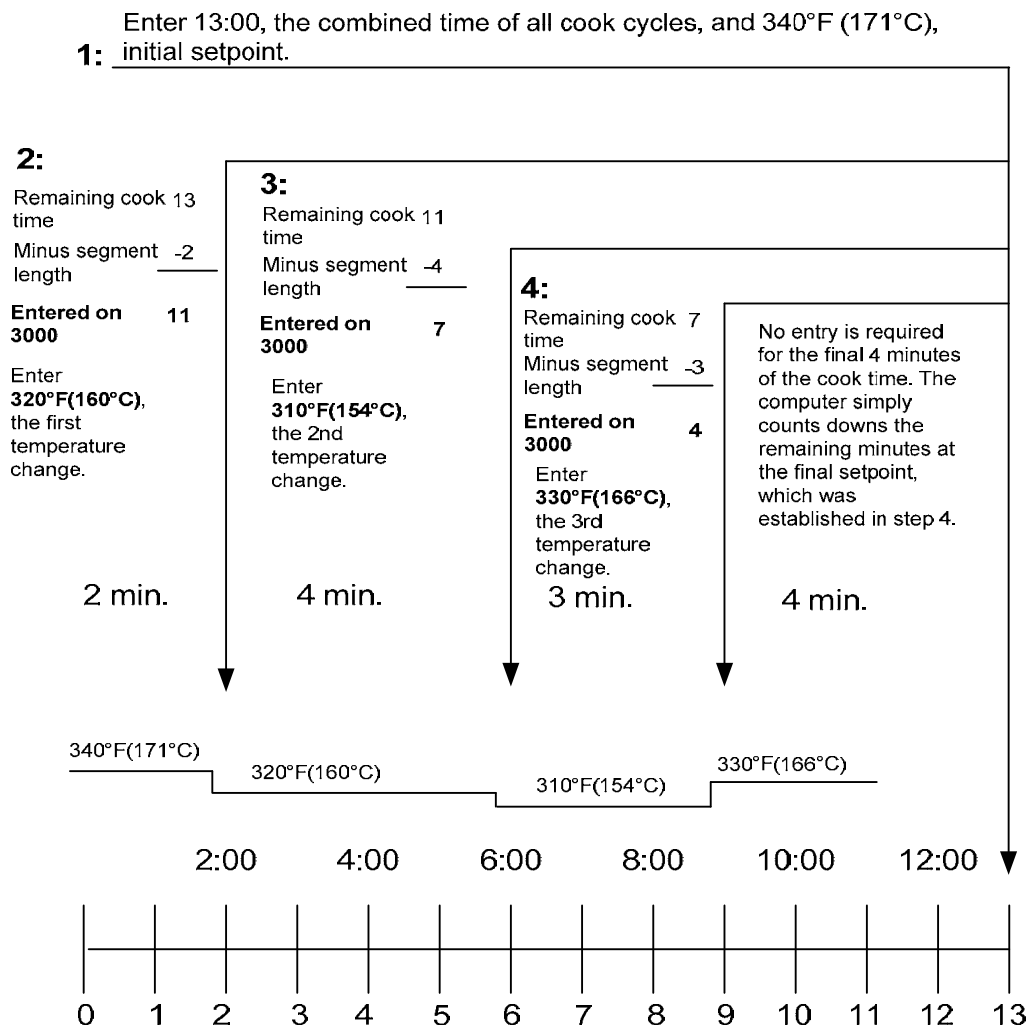 Enter 13:00, the combined time of all cook cycles, and 340°F (171°C),
1: initial setpoint.
2:
Remaining cook 13
time
Minus segment -2
length
Entered on 11
3000
Enter
320°F(160°C),
the first
temperature
change.
3:
Remaining cook 11
time
Minus segment -4
length
Entered on 7
3000
Enter
310°F(154°C),
the 2nd
temperature
change.
4:
Remaining cook 7
time
Minus segment -3
length
Entered on 4
3000
Enter
330°F(166°C),
the 3rd
temperature
change.
No entry is required
for the final 4 minutes
of the cook time. The
computer simply
counts downs the
remaining minutes at
the final setpoint,
which was
established in step 4.
2 min. 4 min. 3 min. 4 min.
340°F(171°C) 320°F(160°C) 310°F(154°C) 330°F(166°C)
2:00 4:00 6:00 8:00 10:00 12:00
0 1 2 3 4 5 6 7 8 9 10 11 12 13